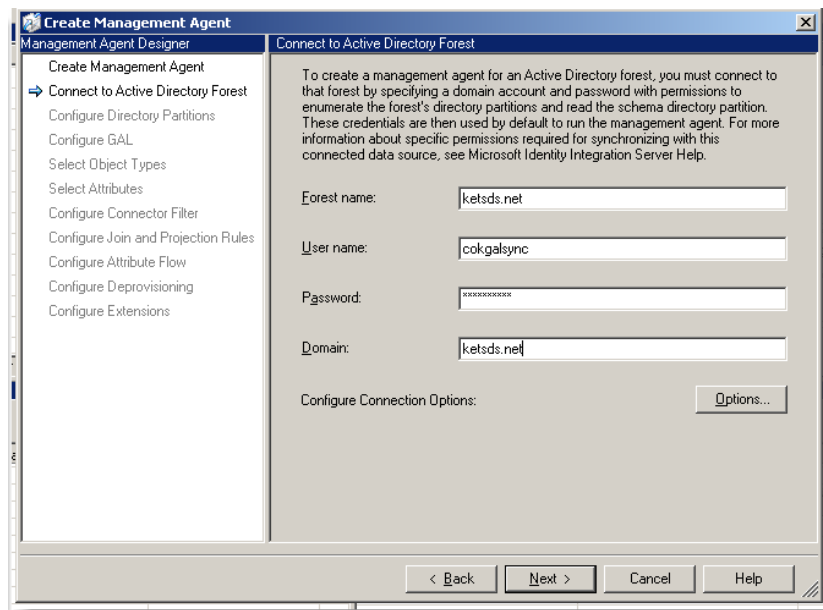 Create Management Agent
Management Agent Designer
Create Management Agent
Connect to Active Directory Forest
Configure Directory Partitions
Configure GAL
Select Object Types
Select Attributes
Configure Connector Filter
Configure Join and Projection Rules
Configure Attribute Flow
Configure Deprovisioning
Configure Extensions
Connect to Active Directory Forest
To create a management agent for an Active Directory forest, you must connect to
that forest by specifying a domain account and password with permissions to
enumerate the forest's directory partitions and read the schema directory partition.
These credentials are then used by default to run the management agent. For more
information about specific permissions required for synchronizing with this
connected data source, see Microsoft Identity Integration Server Help.
Forest name: ketsds.net
User name: cokgalsync
Password: **********
Domain: ketsds.net
Configure Connection Options: Options...
< Back Next > Cancel Help